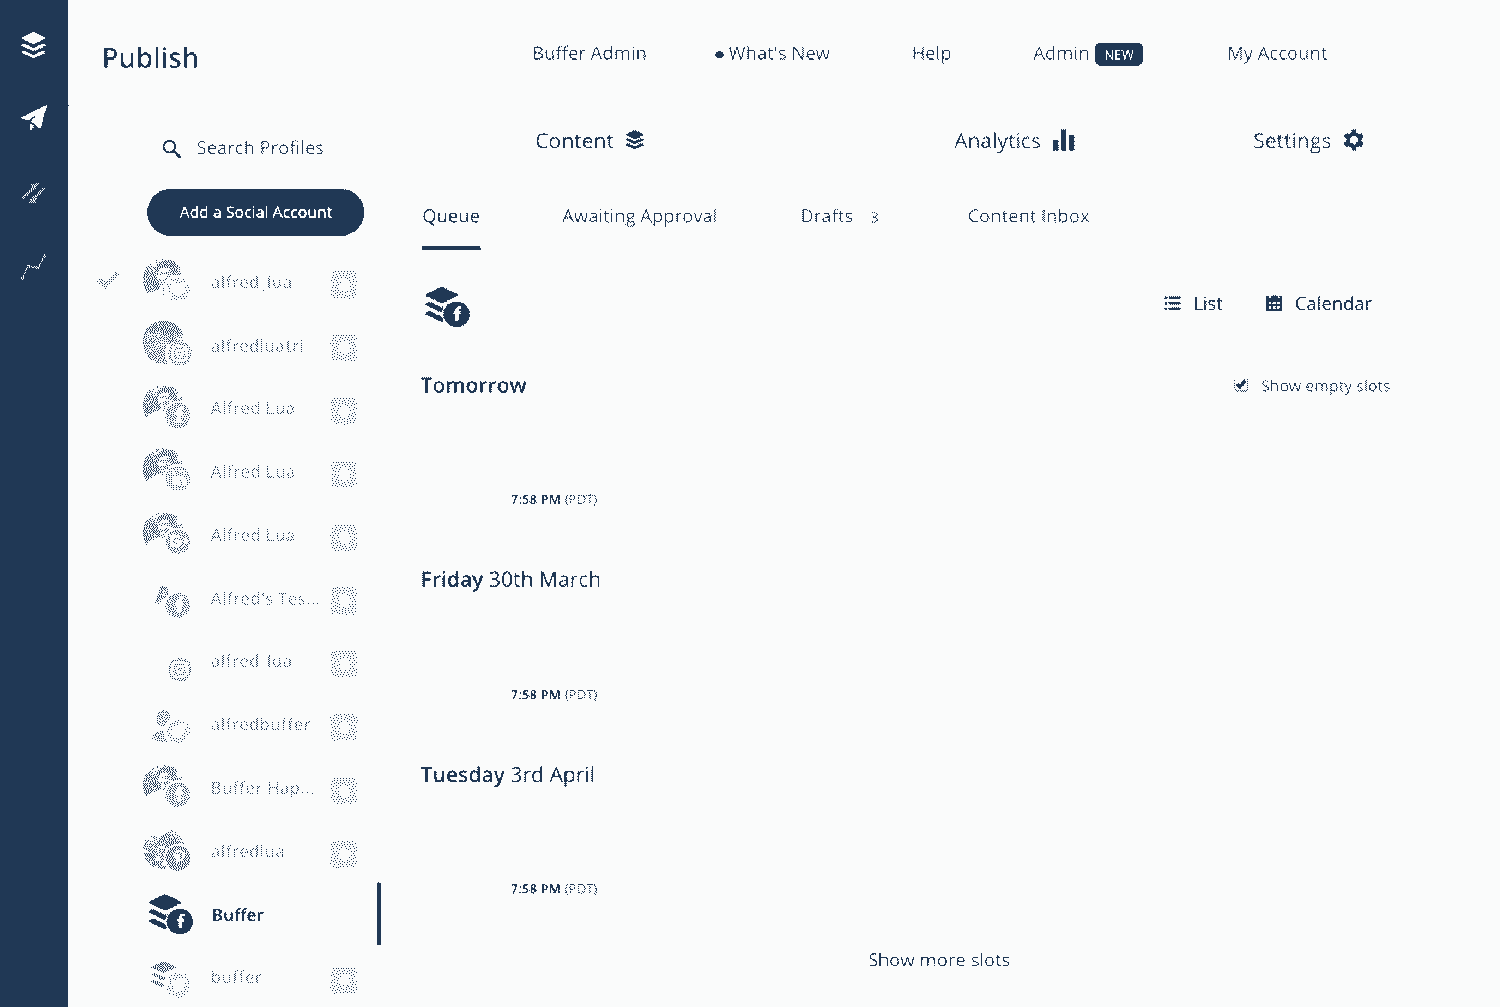 Publish
Buffer Admin
What's New
Help
Admin NEW
My Account
Search Profiles
Content
Analytics
Settings
Add a Social Account
Queue
Awaiting Approval
Drafts 3
Content Inbox
alfred_lua
alfredluatri
Alfred Lua
Alfred Lua
Alfred Lua
Alfred's Tes...
alfred_lua
alfredbuffer
Buffer Hap...
alfredlua
Buffer
buffer
List
Calendar
Tomorrow
Show empty slots
7:58 PM (PDT)
Friday 30th March
7:58 PM (PDT)
Tuesday 3rd April
7:58 PM (PDT)
Show more slots